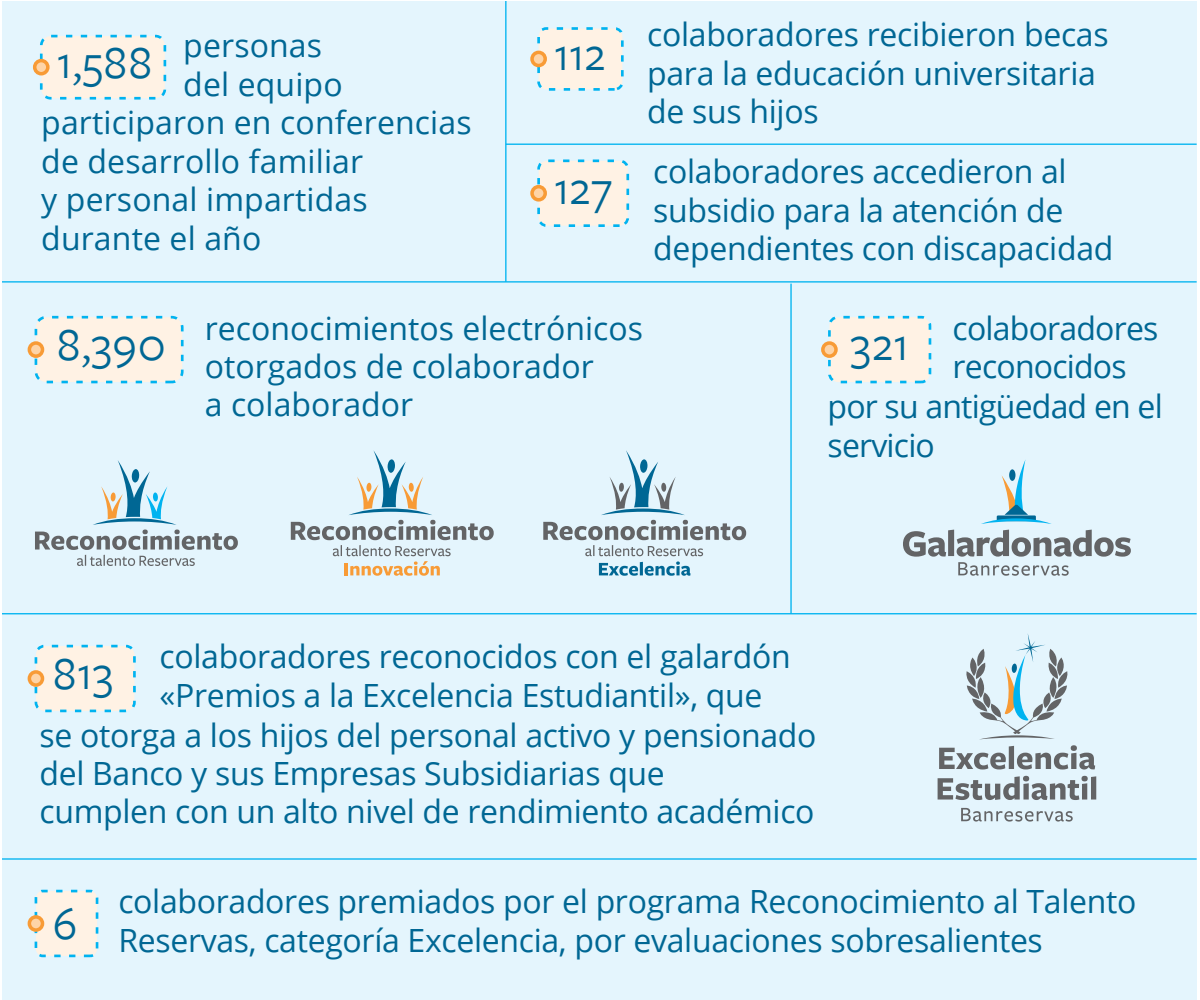 1,588 personas
del equipo
participaron en conferencias
de desarrollo familiar
y personal impartidas
durante el año
112 colaboradores recibieron becas
para la educación universitaria
de sus hijos
127 colaboradores accedieron al
subsidio para la atención de
dependientes con discapacidad
8,390 reconocimientos electrónicos
otorgados de colaborador
a colaborador
Reconocimiento
al talento Reservas
Reconocimiento
al talento Reservas
Innovación
Reconocimiento
al talento Reservas
Excelencia
321 colaboradores
reconocidos
por su antigüedad en el
servicio
Galardonados
Banreservas
813 colaboradores reconocidos con el galardón
«Premios a la Excelencia Estudiantil», que
se otorga a los hijos del personal activo y pensionado
del Banco y sus Empresas Subsidiarias que
cumplen con un alto nivel de rendimiento académico
Excelencia
Estudiantil
Banreservas
6 colaboradores premiados por el programa Reconocimiento al Talento
Reservas, categoría Excelencia, por evaluaciones sobresalientes